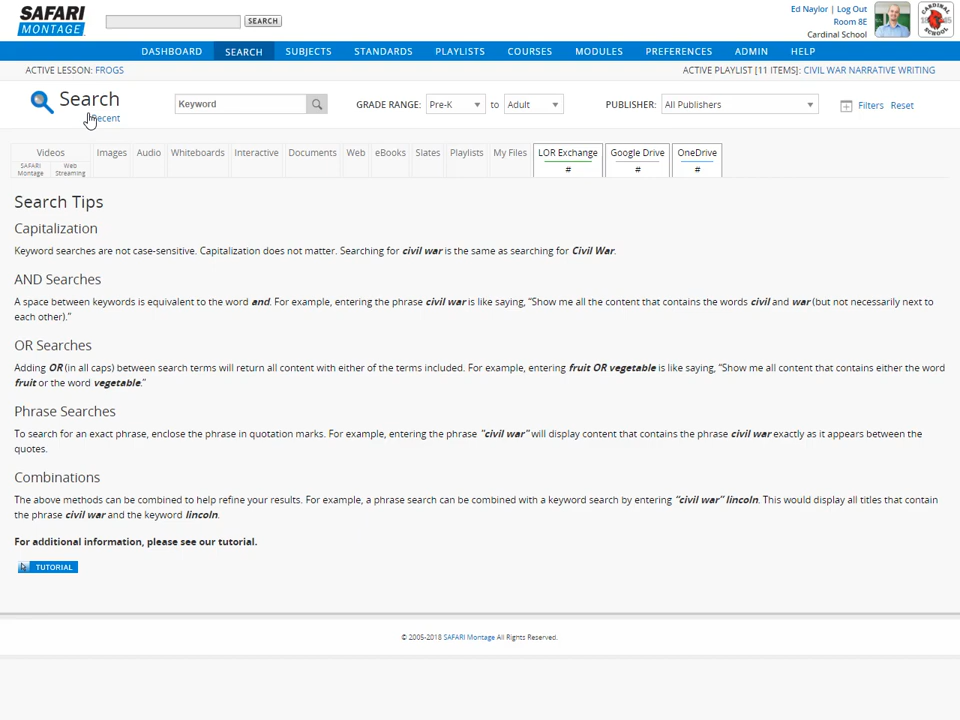 SAFARI
MONTAGE
SEARCH
Ed Naylor | Log Out
Room 8E
Cardinal School
DASHBOARD SEARCH SUBJECTS STANDARDS PLAYLISTS COURSES MODULES PREFERENCES ADMIN HELP
ACTIVE LESSON: FROGS
ACTIVE PLAYLIST [11 ITEMS]: CIVIL WAR NARRATIVE WRITING
Search
Recent
Keyword
GRADE RANGE: Pre-K to Adult
PUBLISHER: All Publishers
Filters Reset
Videos Images Audio Whiteboards Interactive Documents Web eBooks Slates Playlists My Files LOR Exchange Google Drive OneDrive
SAFARI Montage Web Streaming # # #
Search Tips
Capitalization
Keyword searches are not case-sensitive. Capitalization does not matter. Searching for civil war is the same as searching for Civil War.
AND Searches
A space between keywords is equivalent to the word and. For example, entering the phrase civil war is like saying, “Show me all the content that contains the words civil and war (but not necessarily next to
each other).”
OR Searches
Adding OR (in all caps) between search terms will return all content with either of the terms included. For example, entering fruit OR vegetable is like saying, “Show me all content that contains either the word
fruit or the word vegetable.”
Phrase Searches
To search for an exact phrase, enclose the phrase in quotation marks. For example, entering the phrase “civil war” will display content that contains the phrase civil war exactly as it appears between the
quotes.
Combinations
The above methods can be combined to help refine your results. For example, a phrase search can be combined with a keyword search by entering “civil war” lincoln. This would display all titles that contain
the phrase civil war and the keyword lincoln.
For additional information, please see our tutorial.
TUTORIAL
© 2005-2018 SAFARI Montage All Rights Reserved.